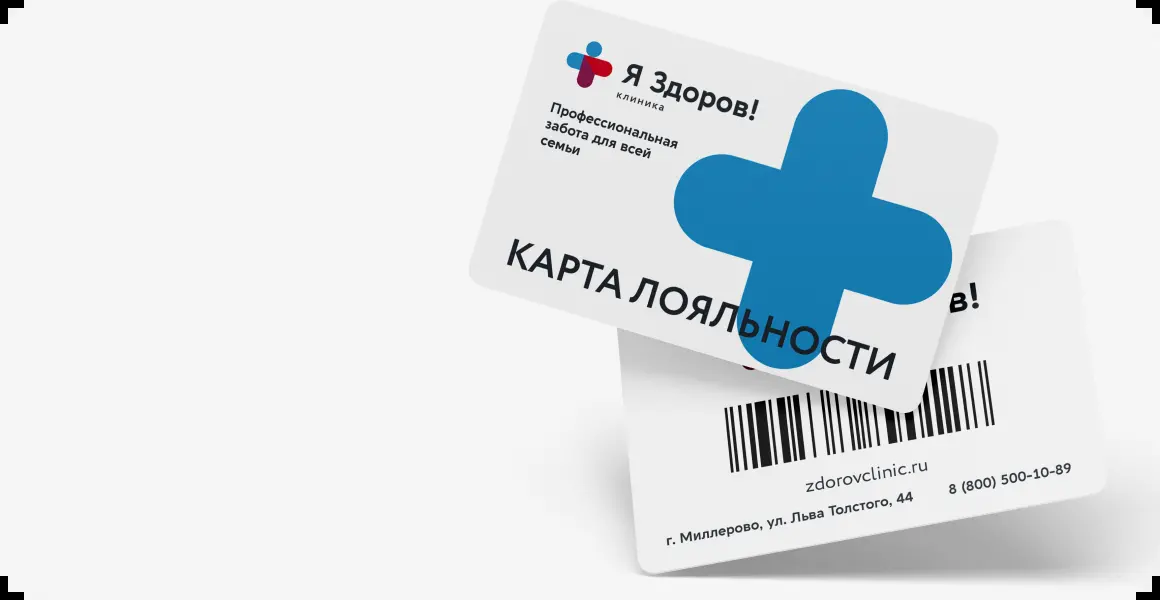 Я Здоров!
клиника
Профессиональная
забота для всей
семьи
КАРТА ЛОЯЛЬНОСТИ
в!
zdorovclinic.ru
г. Миллерово, ул. Льва Толстого, 44 8 (800) 500-10-89